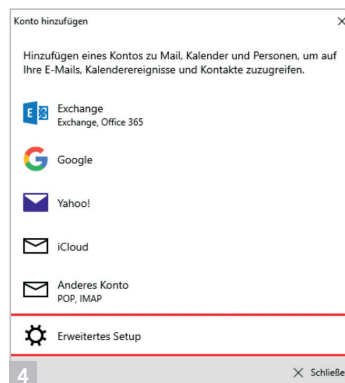 Konto hinzufügen
Hinzufügen eines Kontos zu Mail, Kalender und Personen, um auf
Ihre E-Mails, Kalenderereignisse und Kontakte zuzugreifen.
Exchange
Exchange, Office 365
Google
Yahoo!
iCloud
Anderes Konto
POP, IMAP
Erweitertes Setup
4
Schließe